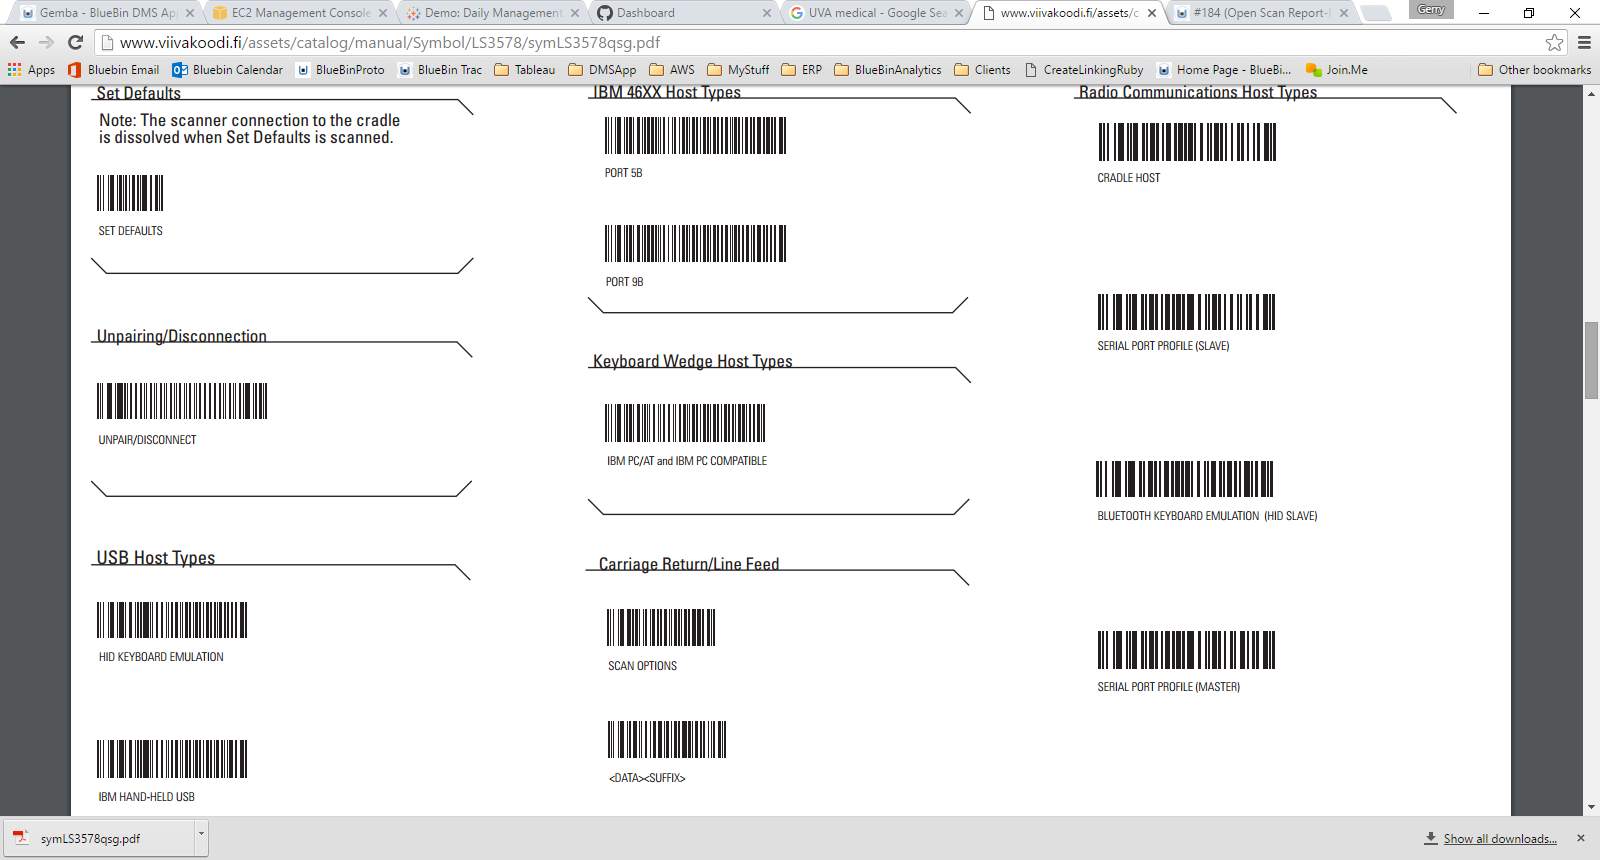 Gemba - BlueBin DMS Ap
EC2 Management Console
Demo: Daily Management
Dashboard
UVA medical - Google Sea
www.viivakoodi.fi/assets/c
#184 (Open Scan Report-
Gerry
www.viivakoodi.fi/assets/catalog/manual/Symbol/LS3578/symLS3578qsg.pdf
Apps
Bluebin Email
Bluebin Calendar
BlueBinProto
BlueBin Trac
Tableau
DMSApp
AWS
MyStuff
ERP
BlueBinAnalytics
Clients
CreateLinkingRuby
Home Page - BlueBi...
Join.Me
Other bookmarks
Set Defaults
Note: The scanner connection to the cradle
is dissolved when Set Defaults is scanned.
SET DEFAULTS
Unpairing/Disconnection
UNPAIR/DISCONNECT
USB Host Types
HID KEYBOARD EMULATION
IBM HAND-HELD USB
IBM 46XX Host Types
PORT 5B
PORT 9B
Keyboard Wedge Host Types
IBM PC/AT and IBM PC COMPATIBLE
Carriage Return/Line Feed
SCAN OPTIONS
<DATA><SUFFIX>
Radio Communications Host Types
CRADLE HOST
SERIAL PORT PROFILE (SLAVE)
BLUETOOTH KEYBOARD EMULATION (HID SLAVE)
SERIAL PORT PROFILE (MASTER)
symLS3578qsg.pdf
Show all downloads...